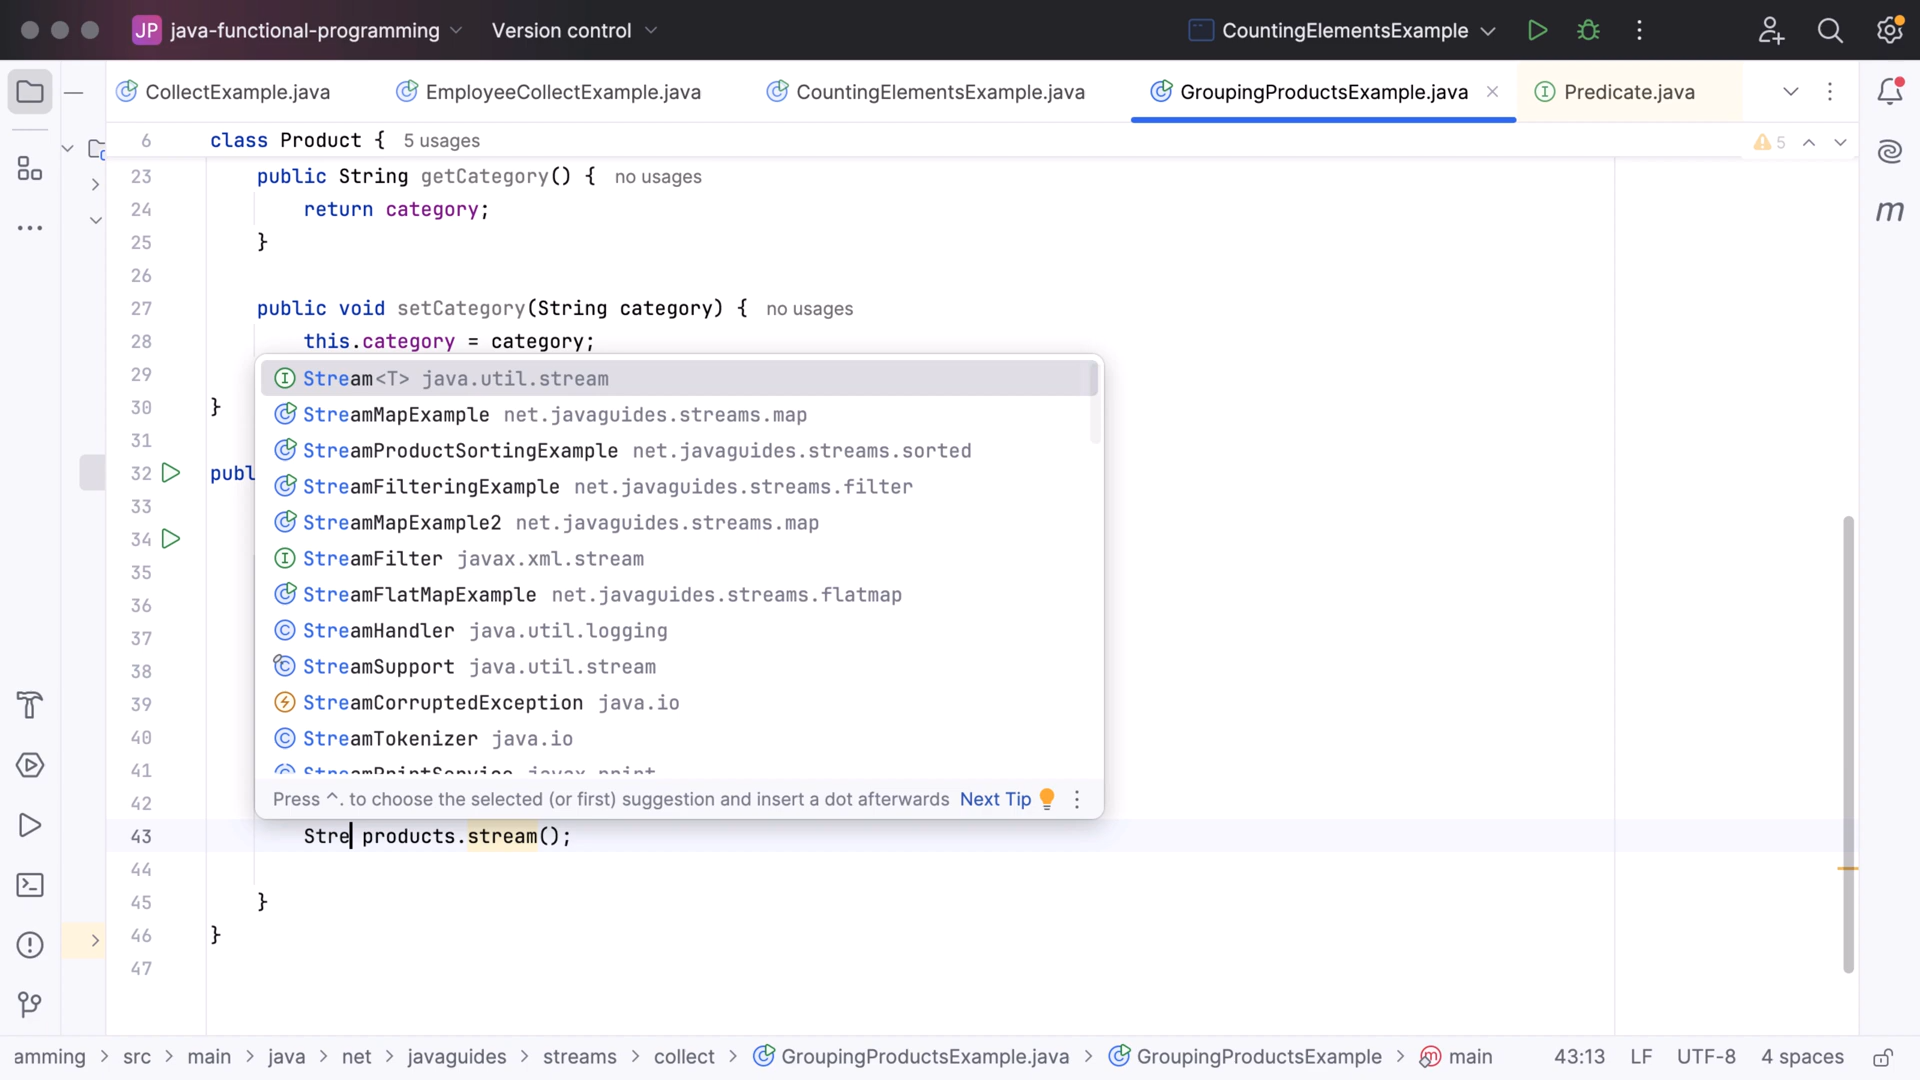 JP java-functional-programming Version control CountingElementsExample
CollectExample.java EmployeeCollectExample.java CountingElementsExample.java GroupingProductsExample.java Predicate.java
6 class Product { 5 usages 5
23 public String getCategory() { no usages
24 return category;
25 }
26
27 public void setCategory(String category) { no usages
28 this.category = category;
29 Stream<T> java.util.stream
30 } StreamMapExample net.javaguides.streams.map
31 StreamProductSortingExample net.javaguides.streams.sorted
32 publ StreamFilteringExample net.javaguides.streams.filter
33 StreamMapExample2 net.javaguides.streams.map
34 StreamFilter javax.xml.stream
35 StreamFlatMapExample net.javaguides.streams.flatmap
36
37 StreamHandler java.util.logging
38 StreamSupport java.util.stream
39 StreamCorruptedException java.io
40 StreamTokenizer java.io
41 StreamPrintService javax.print
42 Press ^. to choose the selected (or first) suggestion and insert a dot afterwards Next Tip
43 Stre products.stream();
44
45 }
46 }
47
amming > src > main > java > net > javaguides > streams > collect > GroupingProductsExample.java > GroupingProductsExample > main 43:13 LF UTF-8 4 spaces